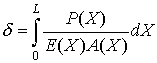 δ = ∫₀ᴸ P(X) / E(X)A(X) dX